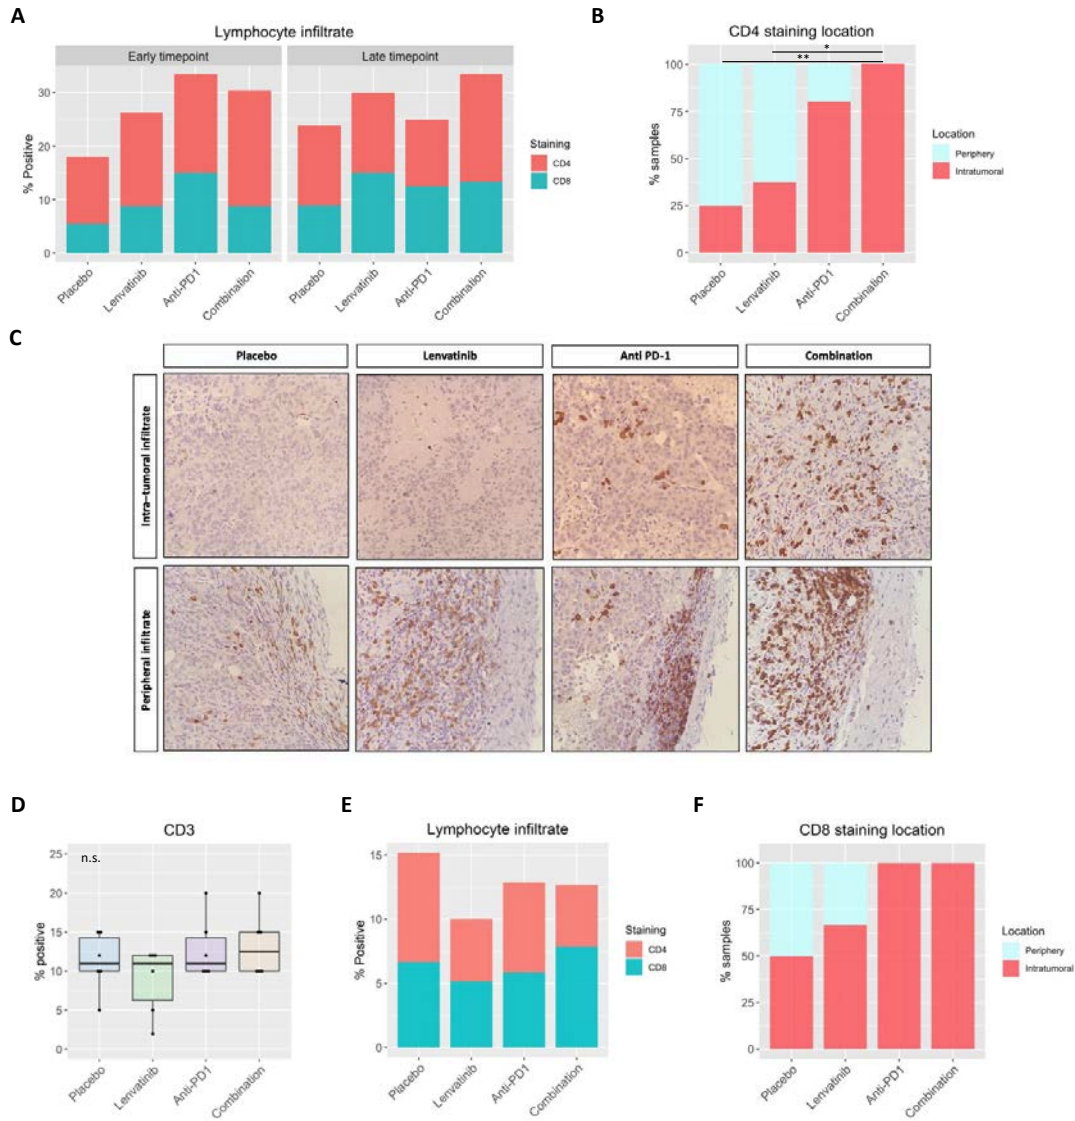 A
Lymphocyte infiltrate
Early timepoint
Late timepoint
% Positive
30
20
10
0
Placebo
Lenvatinib
Anti-PD1
Combination
Placebo
Lenvatinib
Anti-PD1
Combination
Staining
CD4
CD8
B
CD4 staining location
*
**
% samples
100
75
50
25
0
Placebo
Lenvatinib
Anti-PD1
Combination
Location
Periphery
Intratumoral
C
Placebo
Lenvatinib
Anti PD-1
Combination
Intra-tumoral infiltrate
Peripheral infiltrate
D
CD3
n.s.
% positive
25
20
15
10
5
0
Placebo
Lenvatinib
Anti-PD1
Combination
E
Lymphocyte infiltrate
% Positive
15
10
5
0
Placebo
Lenvatinib
Anti-PD1
Combination
Staining
CD4
CD8
F
CD8 staining location
% samples
100
75
50
25
0
Placebo
Lenvatinib
Anti-PD1
Combination
Location
Periphery
Intratumoral